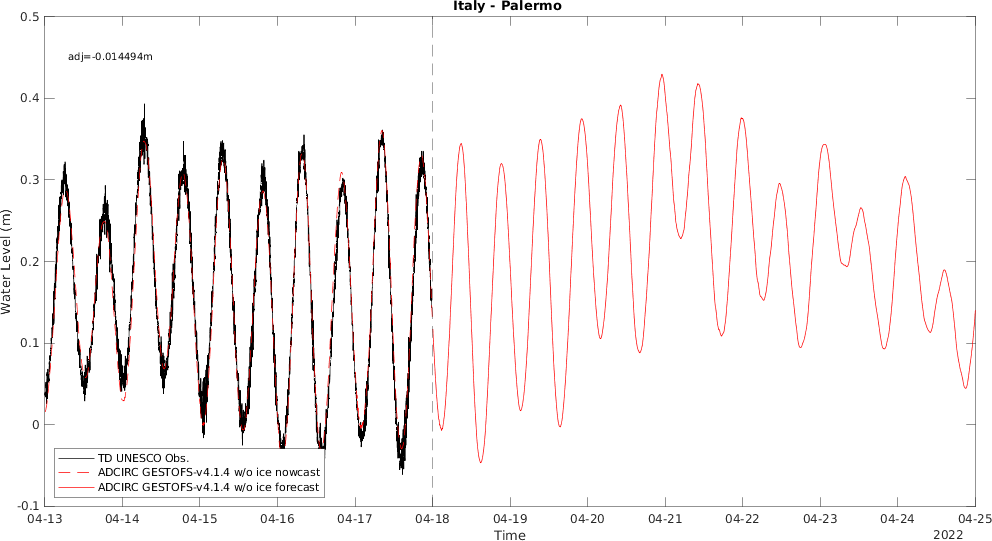 Italy - Palermo
adj=-0.014494m
Water Level (m)
0.5
0.4
0.3
0.2
0.1
0
-0.1
TD UNESCO Obs.
ADCIRC GESTOFS-v4.1.4 w/o ice nowcast
ADCIRC GESTOFS-v4.1.4 w/o ice forecast
04-13 04-14 04-15 04-16 04-17 04-18 04-19 04-20 04-21 04-22 04-23 04-24 04-25
Time
2022